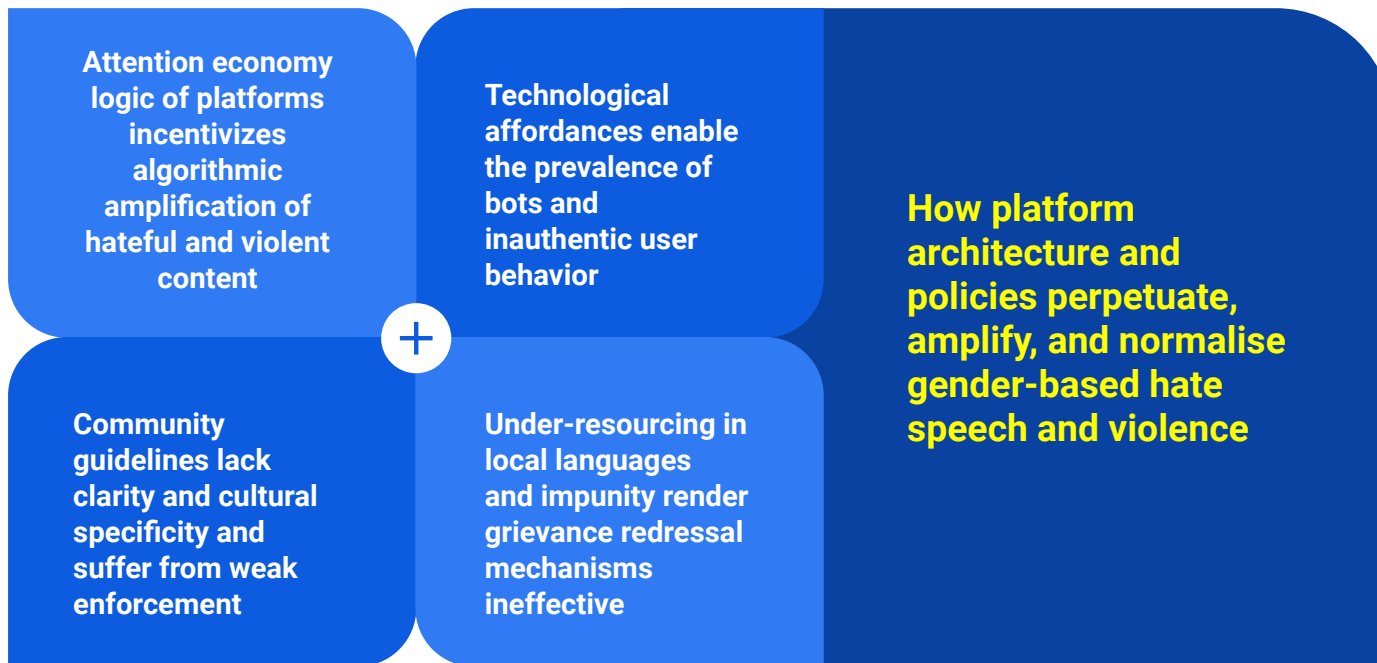 Attention economy
logic of platforms
incentivizes
algorithmic
amplification of
hateful and violent
content
Technological
affordances enable
the prevalence of
bots and
inauthentic user
behavior
+
Community
guidelines lack
clarity and cultural
specificity and
suffer from weak
enforcement
Under-resourcing in
local languages
and impunity render
grievance redressal
mechanisms
ineffective
How platform
architecture and
policies perpetuate,
amplify, and normalise
gender-based hate
speech and violence